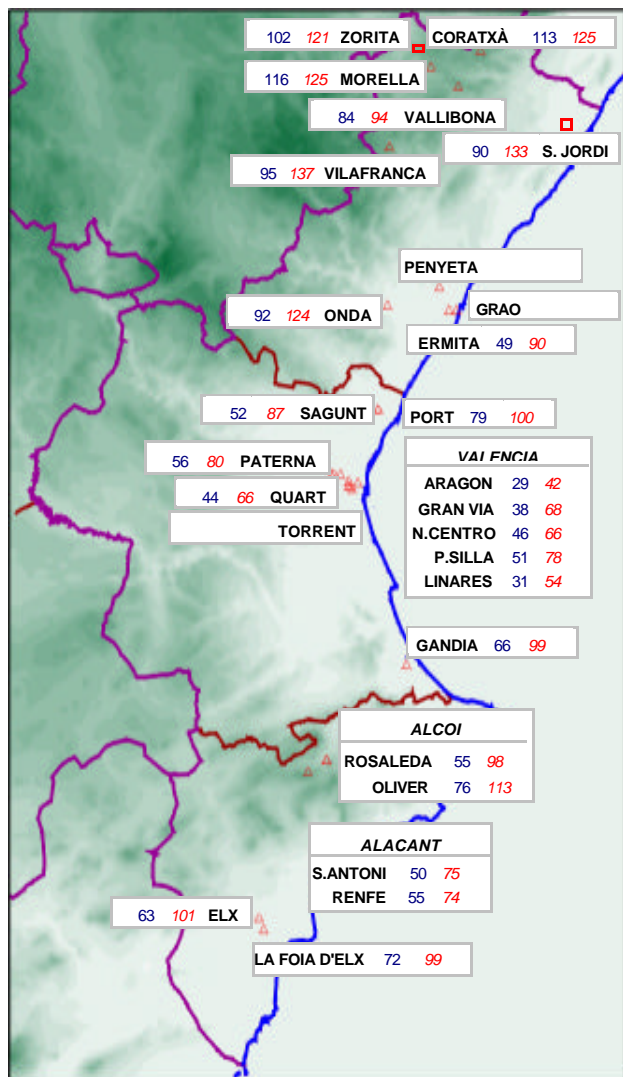 102 121 ZORITA
CORATXÀ 113 125
116 125 MORELLA
84 94 VALLIBONA
90 133 S. JORDI
95 137 VILAFRANCA
PENYETA
GRAO
92 124 ONDA
ERMITA 49 90
52 87 SAGUNT
PORT 79 100
56 80 PATERNA
44 66 QUART
TORRENT
VALENCIA
ARAGON 29 42
GRAN VIA 38 68
N.CENTRO 46 66
P.SILLA 51 78
LINARES 31 54
GANDIA 66 99
ALCOI
ROSALEDA 55 98
OLIVER 76 113
ALACANT
S.ANTONI 50 75
RENFE 55 74
63 101 ELX
LA FOIA D'ELX 72 99